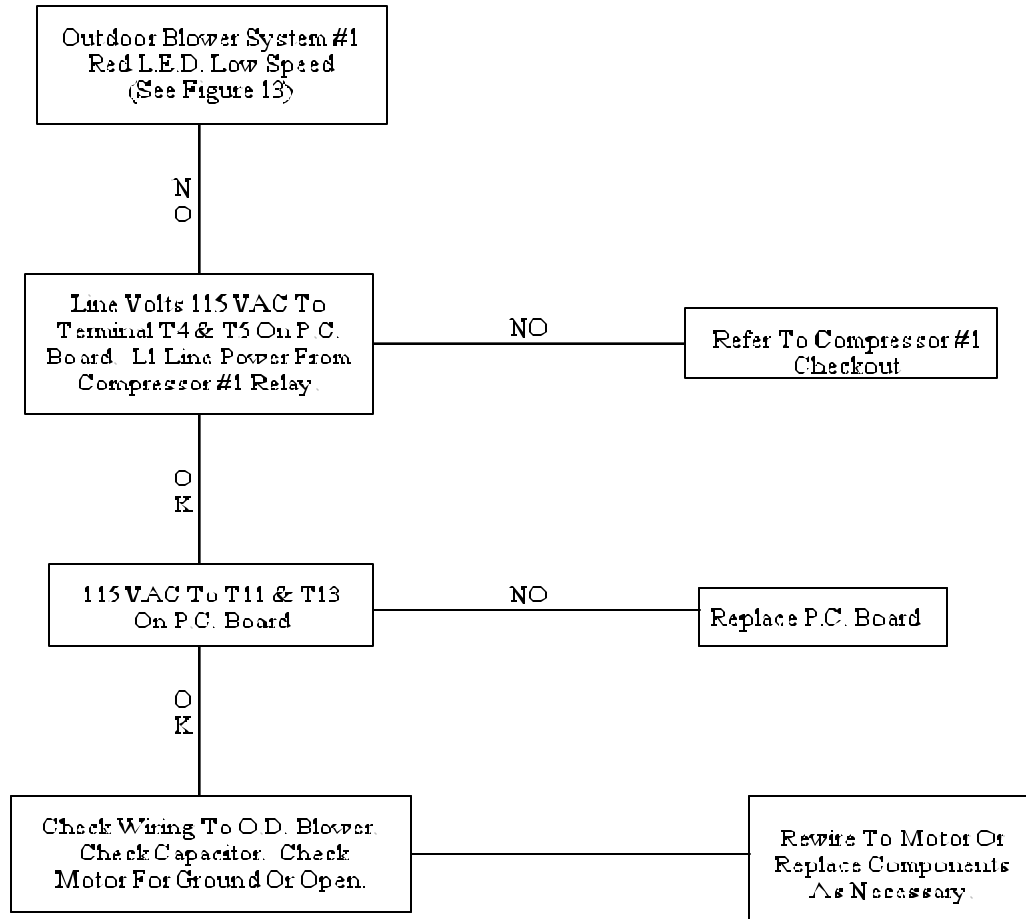 Outdoor Blower System #1
Red L.E.D. Low Speed
(See Figure 13)
N
O
Line Volts 115 VAC To
Terminal T4 & T5 On P.C.
Board. L1 Line Power From
Compressor #1 Relay.
NO
Refer To Compressor #1
Checkout
O
K
115 VAC To T11 & T13
On P.C. Board
NO
Replace P.C. Board
O
K
Check Wiring To O.D. Blower.
Check Capacitor. Check
Motor For Ground Or Open.
Rewire To Motor Or
Replace Components
As Necessary.